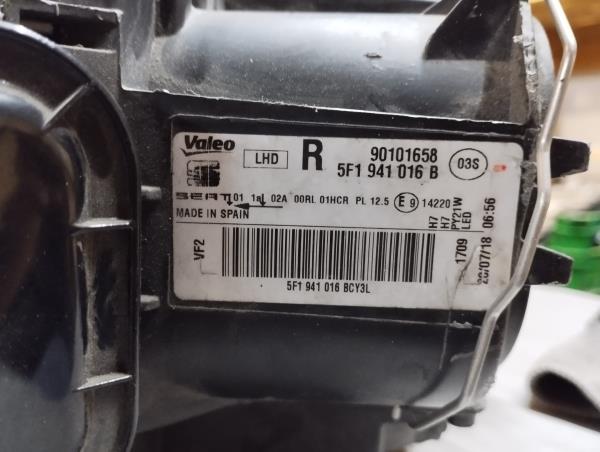 Valeo LHD R 90101658 03S
5F1 941 016 B
SEAT 01 1a 02A 00RL 01HCR PL 12.5 E9 14220
MADE IN SPAIN
H7
H7
PY21W
LED
VF2
1709
20/07/18 06:56
5F1 941 016 BCY3L